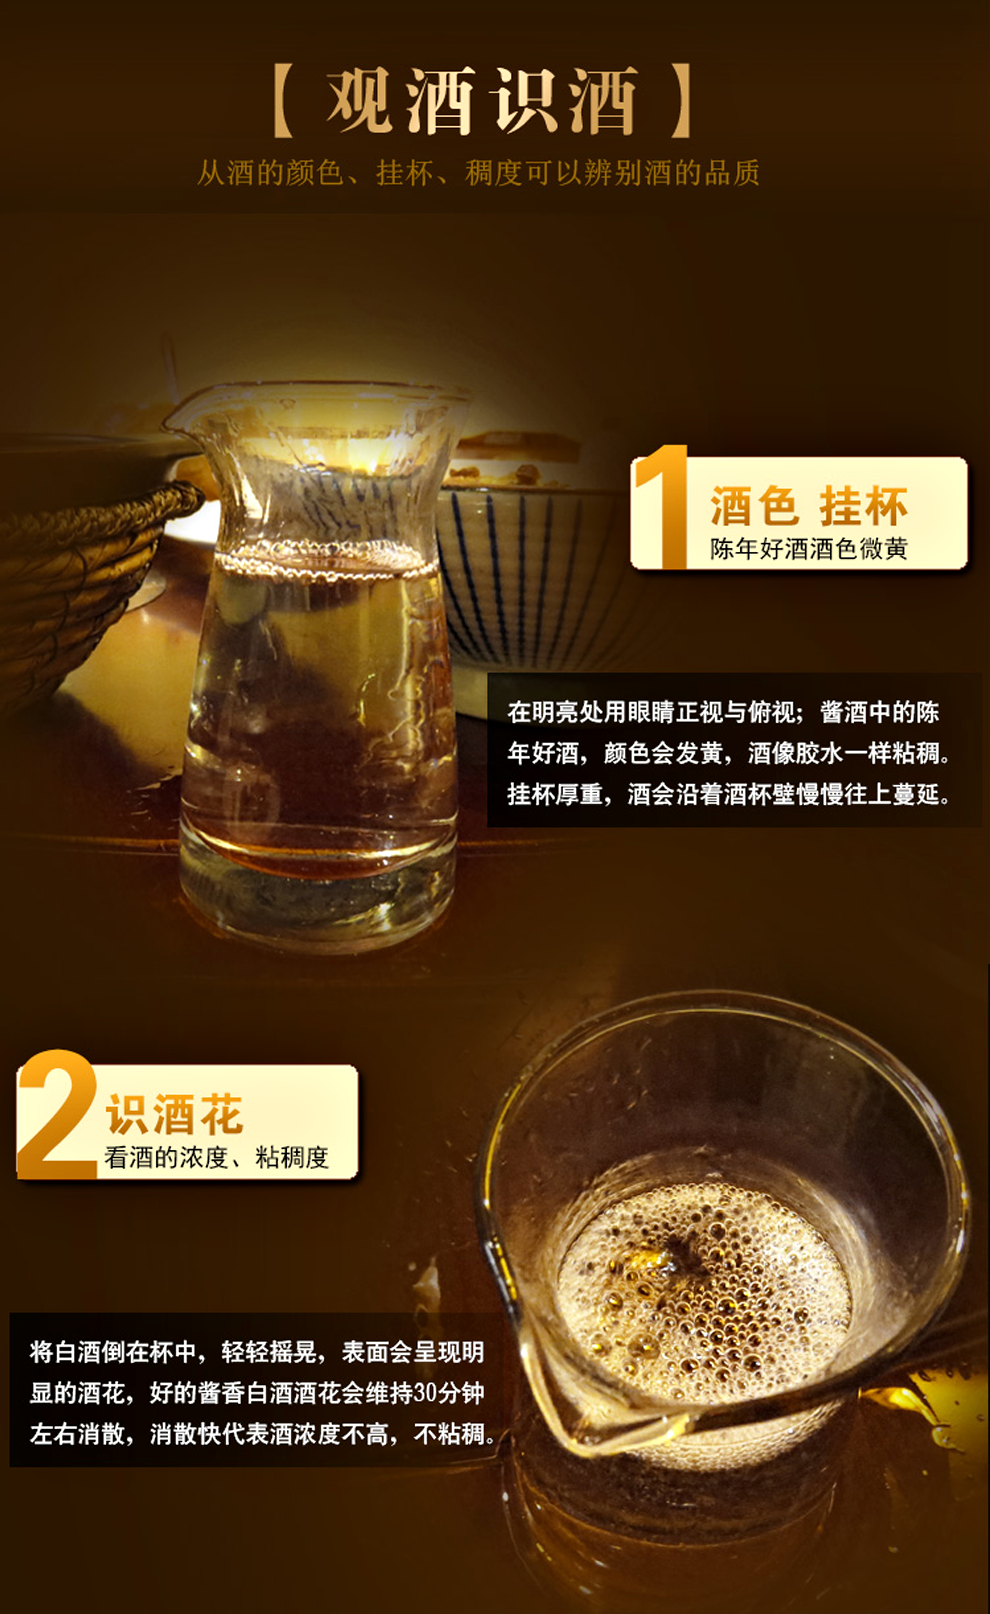 【观酒识酒】
从酒的颜色、挂杯、稠度可以辨别酒的品质
1
酒色 挂杯
陈年好酒酒色微黄
在明亮处用眼睛正视与俯视；酱酒中的陈
年好酒，颜色会发黄，酒像胶水一样粘稠。
挂杯厚重，酒会沿着酒杯壁慢慢往上蔓延。
2
识酒花
看酒的浓度、粘稠度
将白酒倒在杯中，轻轻摇晃，表面会呈现明
显的酒花，好的酱香白酒酒花会维持30分钟
左右消散，消散快代表酒浓度不高，不粘稠。